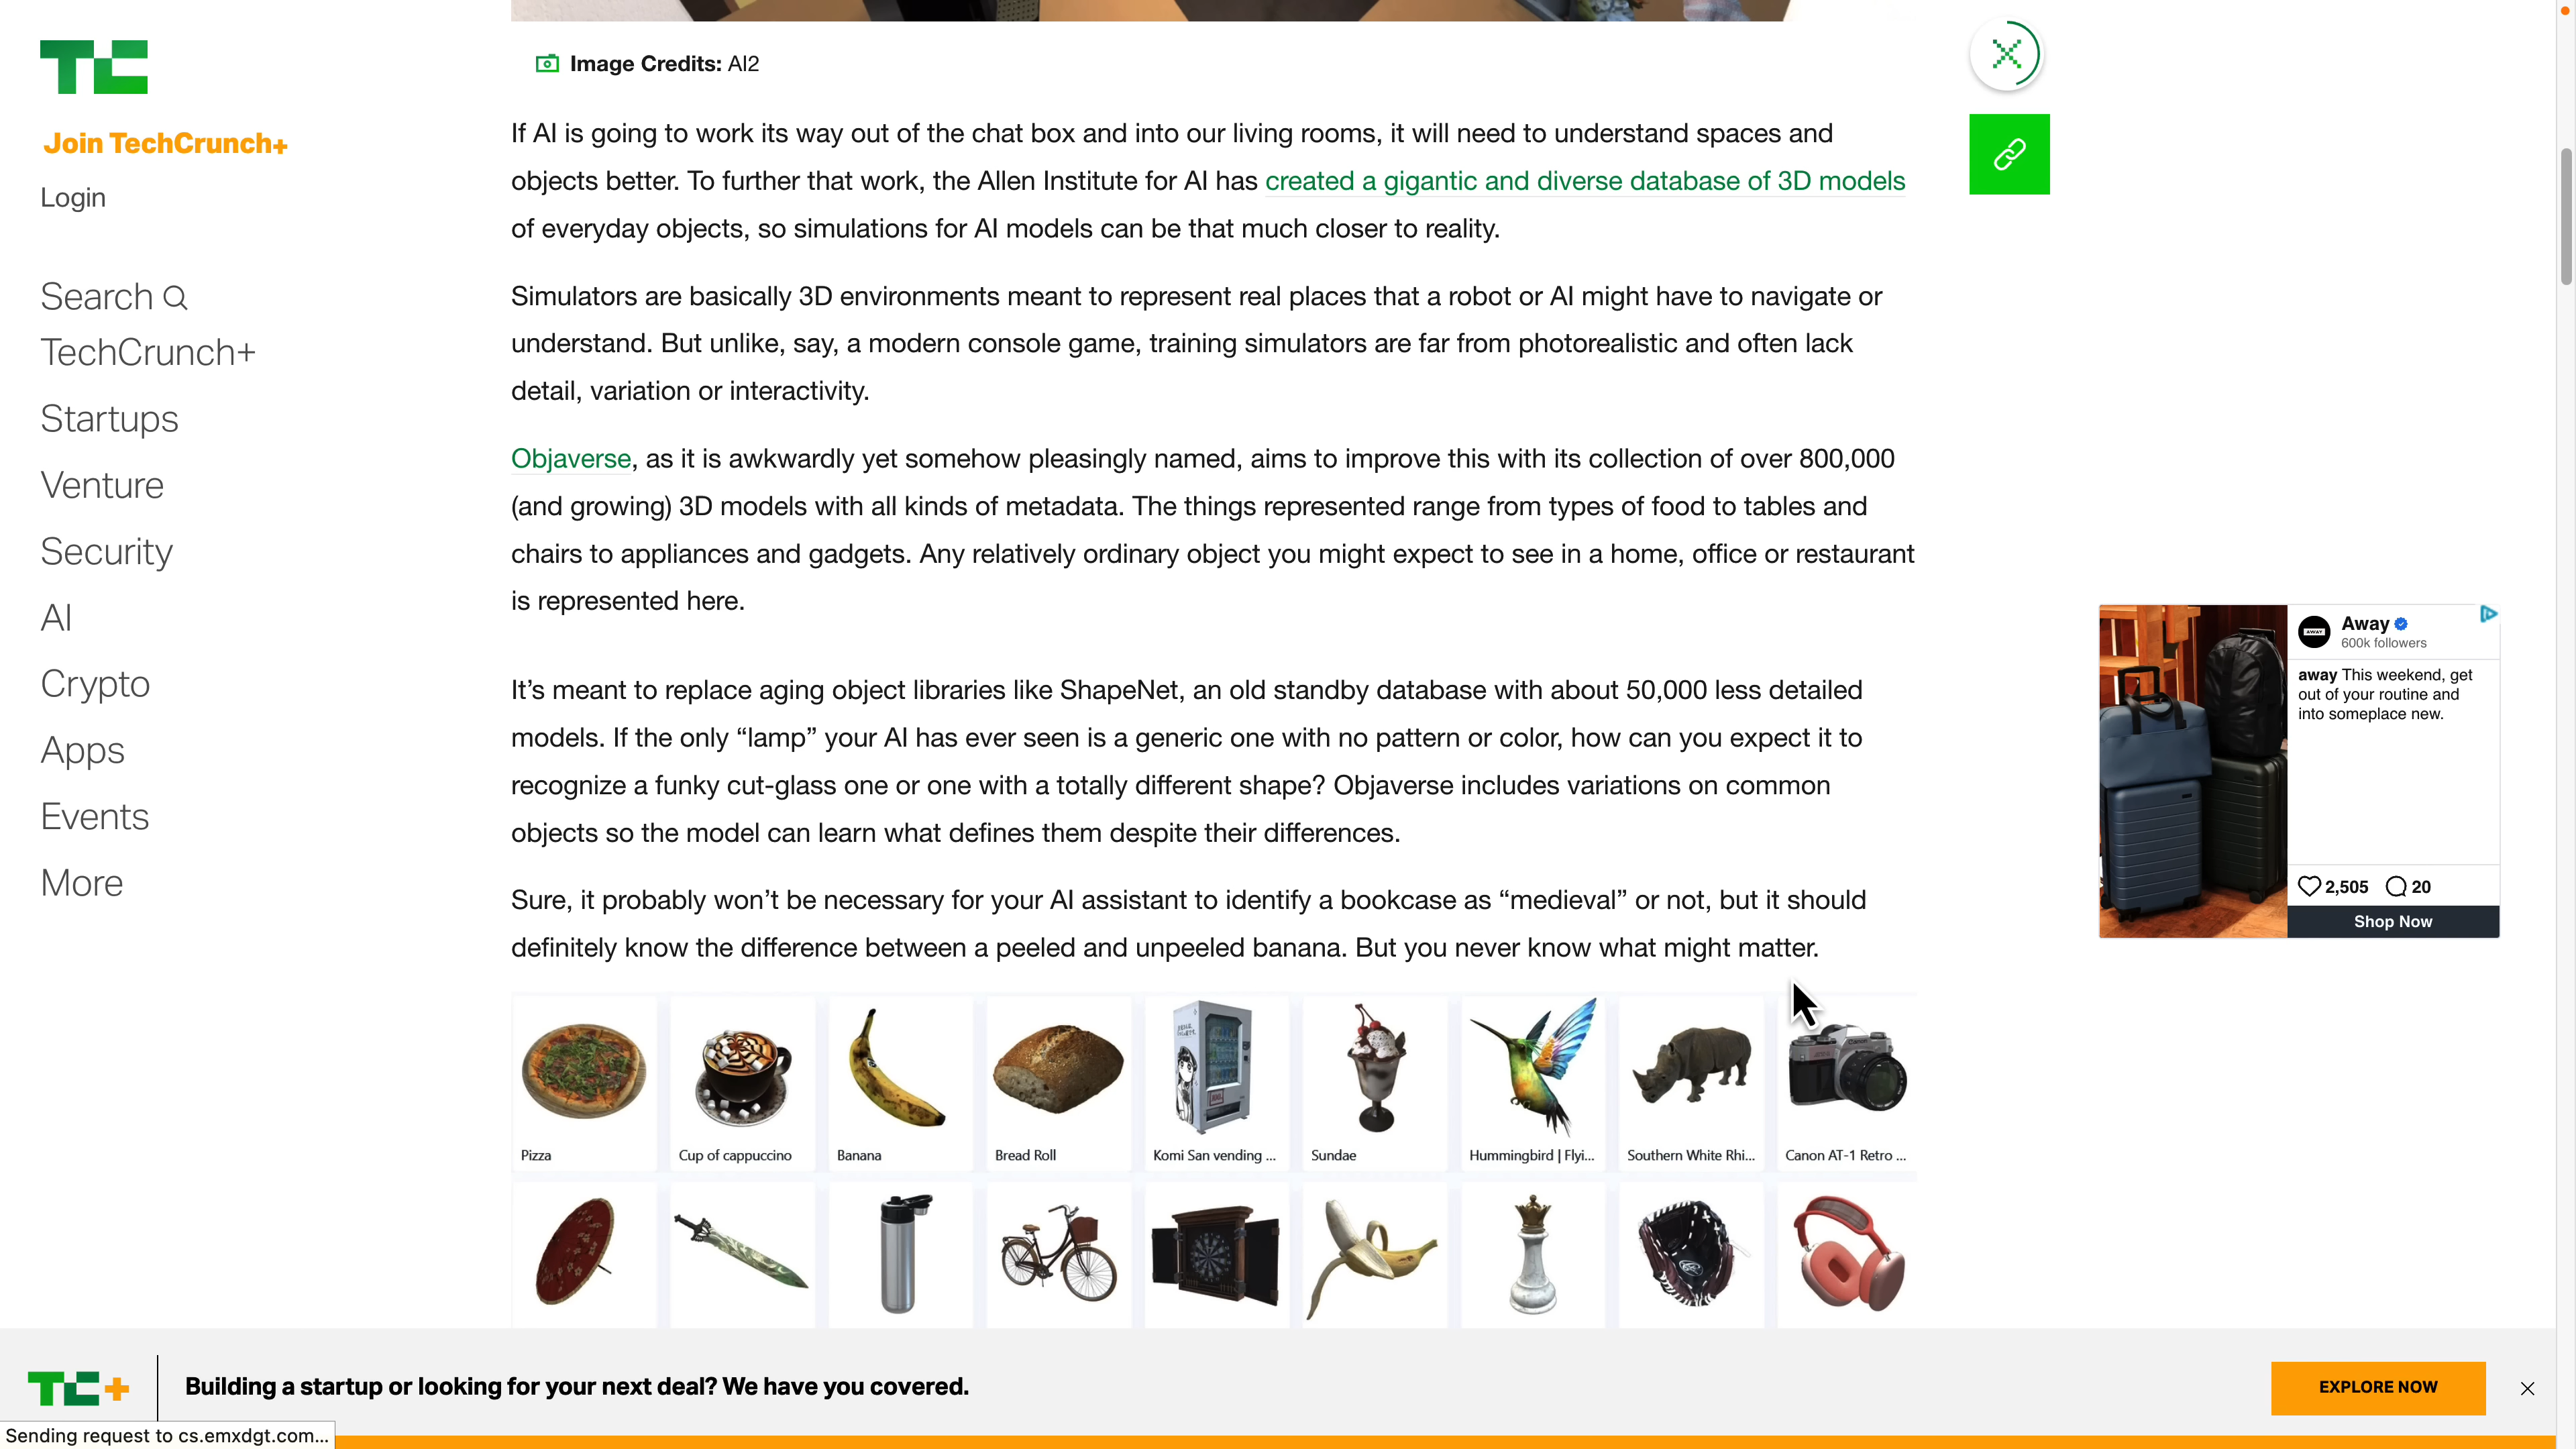 Join TechCrunch+
Login
Search
TechCrunch+
Startups
Venture
Security
AI
Crypto
Apps
Events
More
Image Credits: AI2
If AI is going to work its way out of the chat box and into our living rooms, it will need to understand spaces and
objects better. To further that work, the Allen Institute for AI has created a gigantic and diverse database of 3D models
of everyday objects, so simulations for AI models can be that much closer to reality.
Simulators are basically 3D environments meant to represent real places that a robot or AI might have to navigate or
understand. But unlike, say, a modern console game, training simulators are far from photorealistic and often lack
detail, variation or interactivity.
Objaverse, as it is awkwardly yet somehow pleasingly named, aims to improve this with its collection of over 800,000
(and growing) 3D models with all kinds of metadata. The things represented range from types of food to tables and
chairs to appliances and gadgets. Any relatively ordinary object you might expect to see in a home, office or restaurant
is represented here.
It’s meant to replace aging object libraries like ShapeNet, an old standby database with about 50,000 less detailed
models. If the only “lamp” your AI has ever seen is a generic one with no pattern or color, how can you expect it to
recognize a funky cut-glass one or one with a totally different shape? Objaverse includes variations on common
objects so the model can learn what defines them despite their differences.
Sure, it probably won’t be necessary for your AI assistant to identify a bookcase as “medieval” or not, but it should
definitely know the difference between a peeled and unpeeled banana. But you never know what might matter.
Pizza
Cup of cappuccino
Banana
Bread Roll
Komi San vending ...
Sundae
Hummingbird | Flyi...
Southern White Rhi...
Canon AT-1 Retro ...
Canon
AWAY
Away
600k followers
away This weekend, get
out of your routine and
into someplace new.
2,505
20
Shop Now
TC+
Building a startup or looking for your next deal? We have you covered.
EXPLORE NOW
Sending request to cs.emxdgt.com...